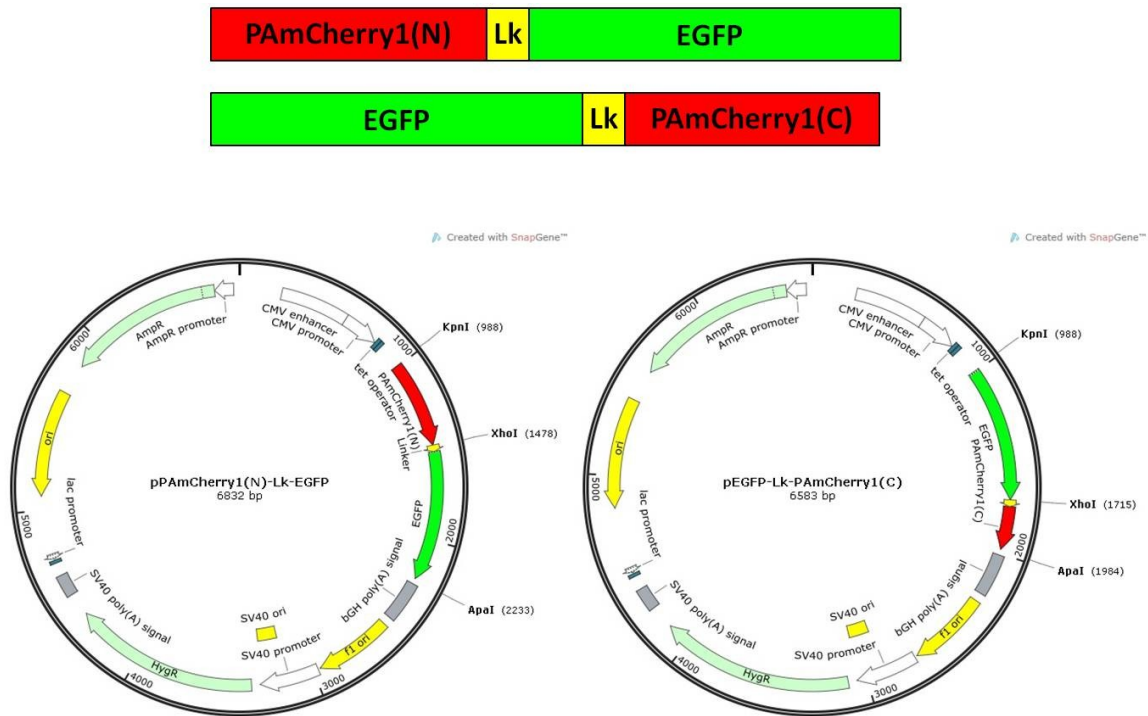 PAmCherry1(N) Lk EGFP
EGFP Lk PAmCherry1(C)
Created with SnapGene™
AmpR
AmpR promoter
CMV enhancer
CMV promoter
tet operator
KpnI (988)
PAmCherry1(N)
Linker
XhoI (1478)
EGFP
ApaI (2233)
bGH poly(A) signal
f1 ori
SV40 ori
SV40 promoter
HygR
SV40 poly(A) signal
lac promoter
ori
1000
2000
3000
4000
5000
6000
pPAmCherry1(N)-Lk-EGFP
6832 bp
Created with SnapGene™
AmpR
AmpR promoter
CMV enhancer
CMV promoter
tet operator
KpnI (988)
EGFP
PAmCherry1(C)
XhoI (1715)
ApaI (1984)
bGH poly(A) signal
f1 ori
SV40 ori
SV40 promoter
HygR
SV40 poly(A) signal
lac promoter
ori
1000
2000
3000
4000
5000
6000
pEGFP-Lk-PAmCherry1(C)
6583 bp